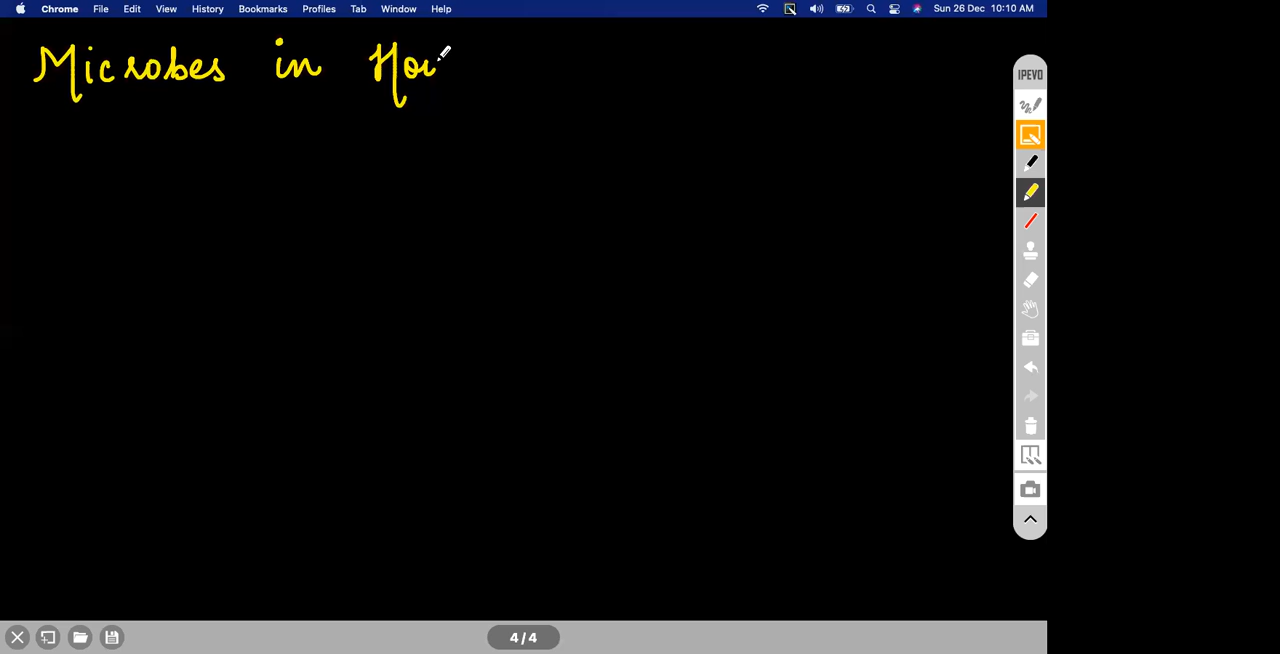 Chrome File Edit View History Bookmarks Profiles Tab Window Help Sun 26 Dec 10:10 AM
Microbes in Hou
IPEVO
4/4